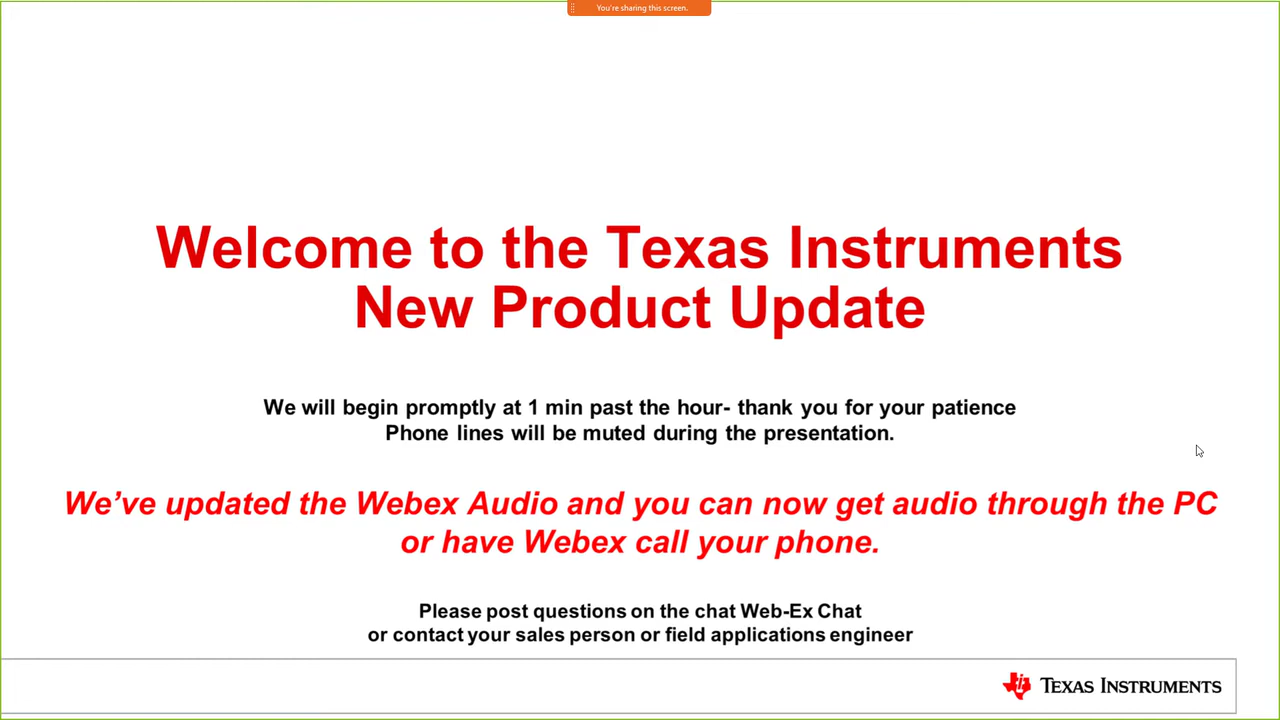 You're sharing this screen.
Welcome to the Texas Instruments
New Product Update
We will begin promptly at 1 min past the hour- thank you for your patience
Phone lines will be muted during the presentation.
We’ve updated the Webex Audio and you can now get audio through the PC
or have Webex call your phone.
Please post questions on the chat Web-Ex Chat
or contact your sales person or field applications engineer
TEXAS INSTRUMENTS